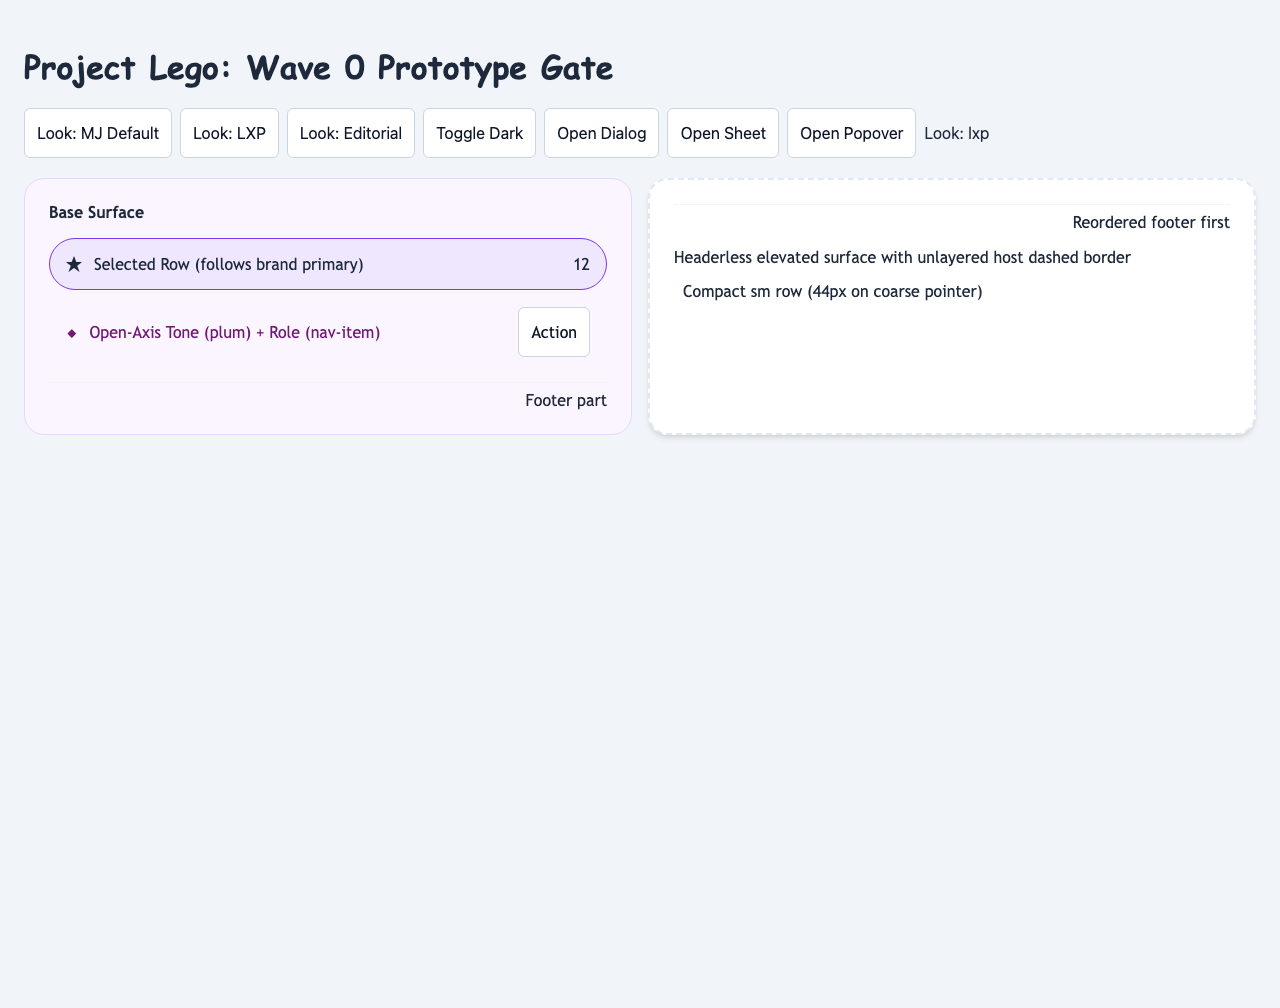 Project Lego: Wave 0 Prototype Gate
Look: MJ Default Look: LXP Look: Editorial Toggle Dark Open Dialog Open Sheet Open Popover Look: lxp
Base Surface
★ Selected Row (follows brand primary) 12
◆ Open-Axis Tone (plum) + Role (nav-item) Action
Footer part
Reordered footer first
Headerless elevated surface with unlayered host dashed border
Compact sm row (44px on coarse pointer)